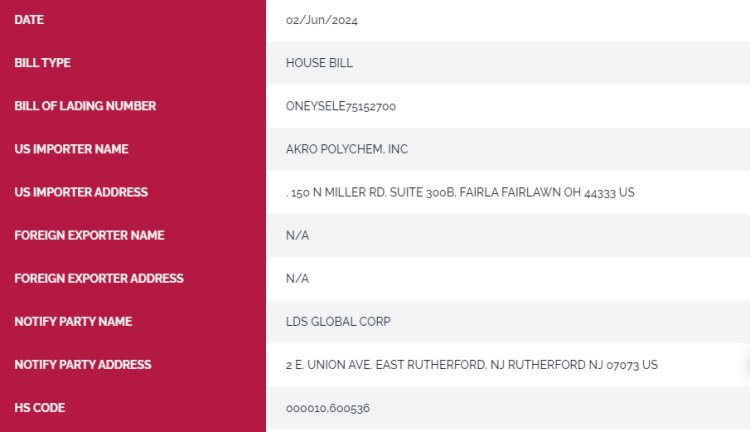 DATE 02/Jun/2024
BILL TYPE HOUSE BILL
BILL OF LADING NUMBER ONEYSELE75152700
US IMPORTER NAME AKRO POLYCHEM, INC
US IMPORTER ADDRESS , 150 N MILLER RD. SUITE 300B, FAIRLA FAIRLAWN OH 44333 US
FOREIGN EXPORTER NAME N/A
FOREIGN EXPORTER ADDRESS N/A
NOTIFY PARTY NAME LDS GLOBAL CORP
NOTIFY PARTY ADDRESS 2 E. UNION AVE. EAST RUTHERFORD, NJ RUTHERFORD NJ 07073 US
HS CODE 000010,600536